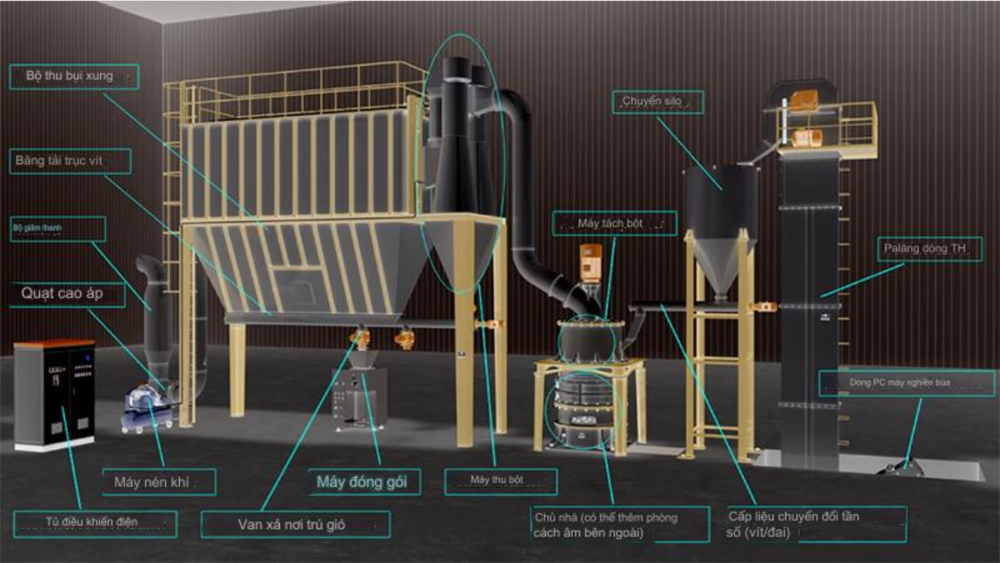 Bộ thu bụi xung
Chuyển silo
Băng tải trục vít
Bộ giảm thanh
Máy tách bột
Palăng dòng TH
Quạt cao áp
Dòng PC máy nghiền búa
Máy nén khí
Máy đóng gói
Máy thu bột
Tủ điều khiển điện
Van xả nơi trú gió
Chủ nhà (có thể thêm phòng
cách âm bên ngoài)
Cấp liệu chuyển đổi tần
số (vít/đai)